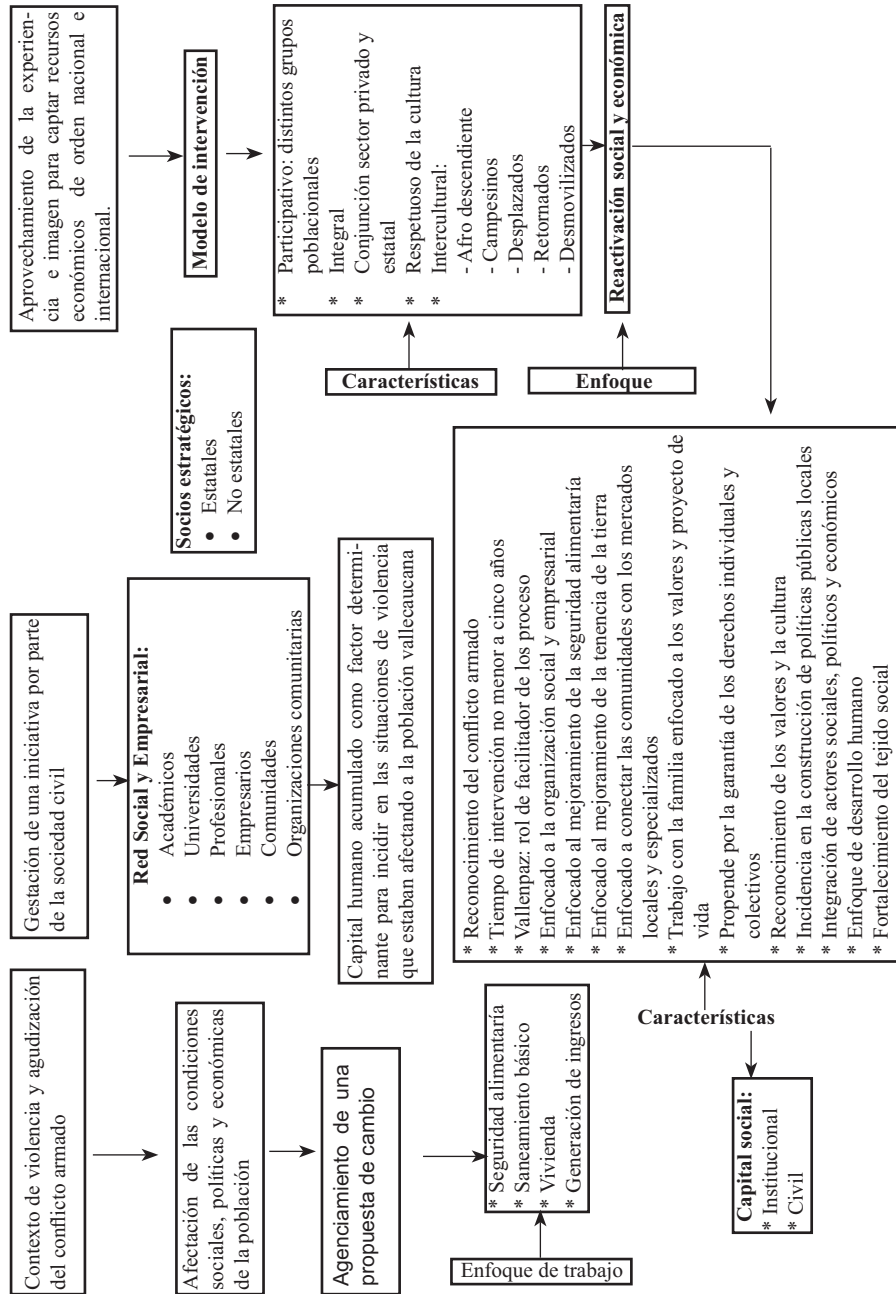 Contexto de violencia y agudización
del conflicto armado
Afectación de las condiciones
sociales, políticas y económicas
de la población
Agenciamiento de una
propuesta de cambio
* Seguridad alimentaría
* Saneamiento básico
* Vivienda
* Generación de ingresos
Enfoque de trabajo
Gestación de una iniciativa por parte
de la sociedad civil
Red Social y Empresarial:
● Académicos
● Universidades
● Profesionales
● Empresarios
● Comunidades
● Organizaciones comunitarias
Capital humano acumulado como factor determi-
nante para incidir en las situaciones de violencia
que estaban afectando a la población vallecaucana
Socios estratégicos:
● Estatales
● No estatales
Aprovechamiento de la experien-
cia e imagen para captar recursos
económicos de orden nacional e
internacional.
Modelo de intervención
* Participativo: distintos grupos
poblacionales
* Integral
* Conjunción sector privado y
estatal
* Respetuoso de la cultura
* Intercultural:
- Afro descendiente
- Campesinos
- Desplazados
- Retornados
- Desmovilizados
Características
Enfoque
Reactivación social y económica
* Reconocimiento del conflicto armado
* Tiempo de intervención no menor a cinco años
* Vallenpaz: rol de facilitador de los proceso
* Enfocado a la organización social y empresarial
* Enfocado al mejoramiento de la seguridad alimentaría
* Enfocado al mejoramiento de la tenencia de la tierra
* Enfocado a conectar las comunidades con los mercados
locales y especializados
* Trabajo con la familia enfocado a los valores y proyecto de
vida
* Propende por la garantía de los derechos individuales y
colectivos
* Reconocimiento de los valores y la cultura
* Incidencia en la construcción de políticas públicas locales
* Integración de actores sociales, políticos y económicos
* Enfoque de desarrollo humano
* Fortalecimiento del tejido social
Características
Capital social:
* Institucional
* Civil